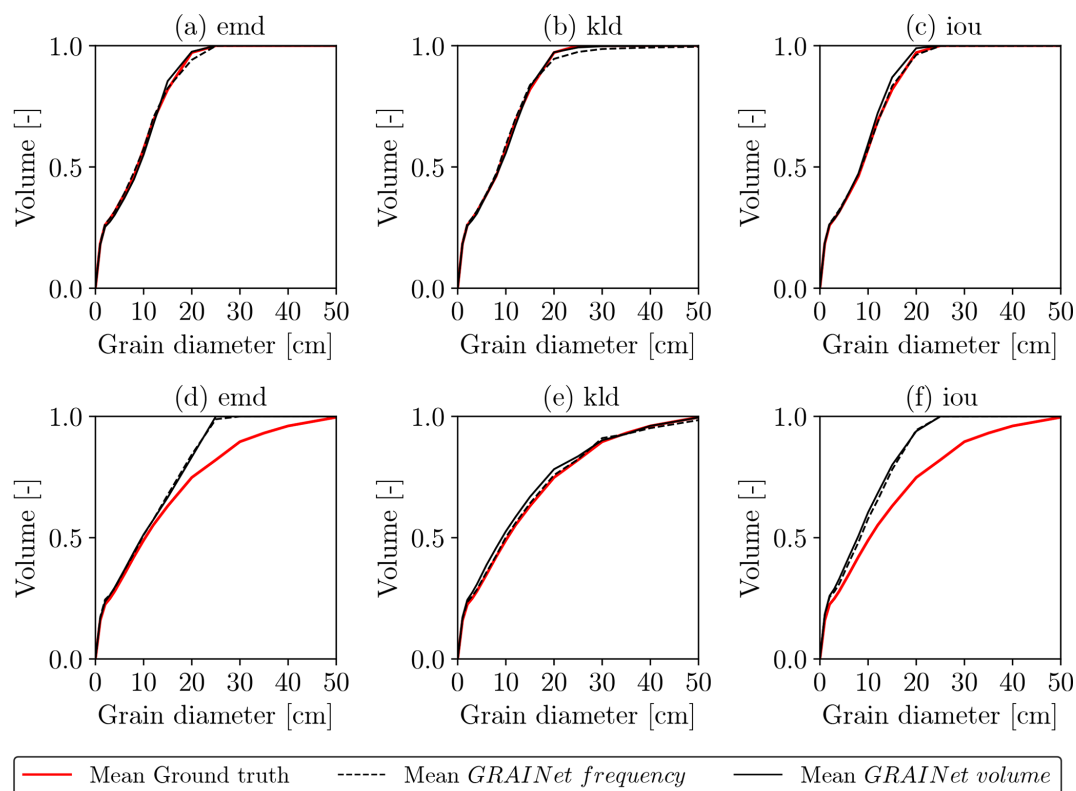 (a) emd (b) kld (c) iou
1.0 1.0 1.0
Volume [-] Volume [-] Volume [-]
0.5 0.5 0.5
0.0 0.0 0.0
0 10 20 30 40 50 0 10 20 30 40 50 0 10 20 30 40 50
Grain diameter [cm] Grain diameter [cm] Grain diameter [cm]
(d) emd (e) kld (f) iou
1.0 1.0 1.0
Volume [-] Volume [-] Volume [-]
0.5 0.5 0.5
0.0 0.0 0.0
0 10 20 30 40 50 0 10 20 30 40 50 0 10 20 30 40 50
Grain diameter [cm] Grain diameter [cm] Grain diameter [cm]
Mean Ground truth Mean GRAINet frequency Mean GRAINet volume